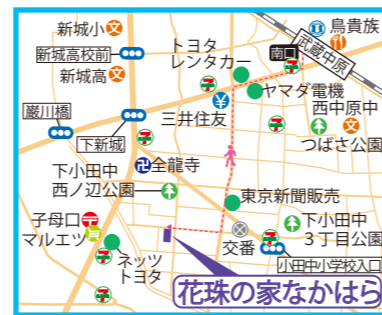 新城小
新城高校前
新城高
巌川橋
下新城
トヨタ
レンタカー
南口
武蔵中原
鳥貴族
ヤマダ電機
西中原中
つばさ公園
三井住友
全龍寺
下小田中
西ノ辺公園
東京新聞販売
子母口
マルエツ
ネッツ
トヨタ
交番
下小田中
3丁目公園
小田中小学校入口
花珠の家なかはら